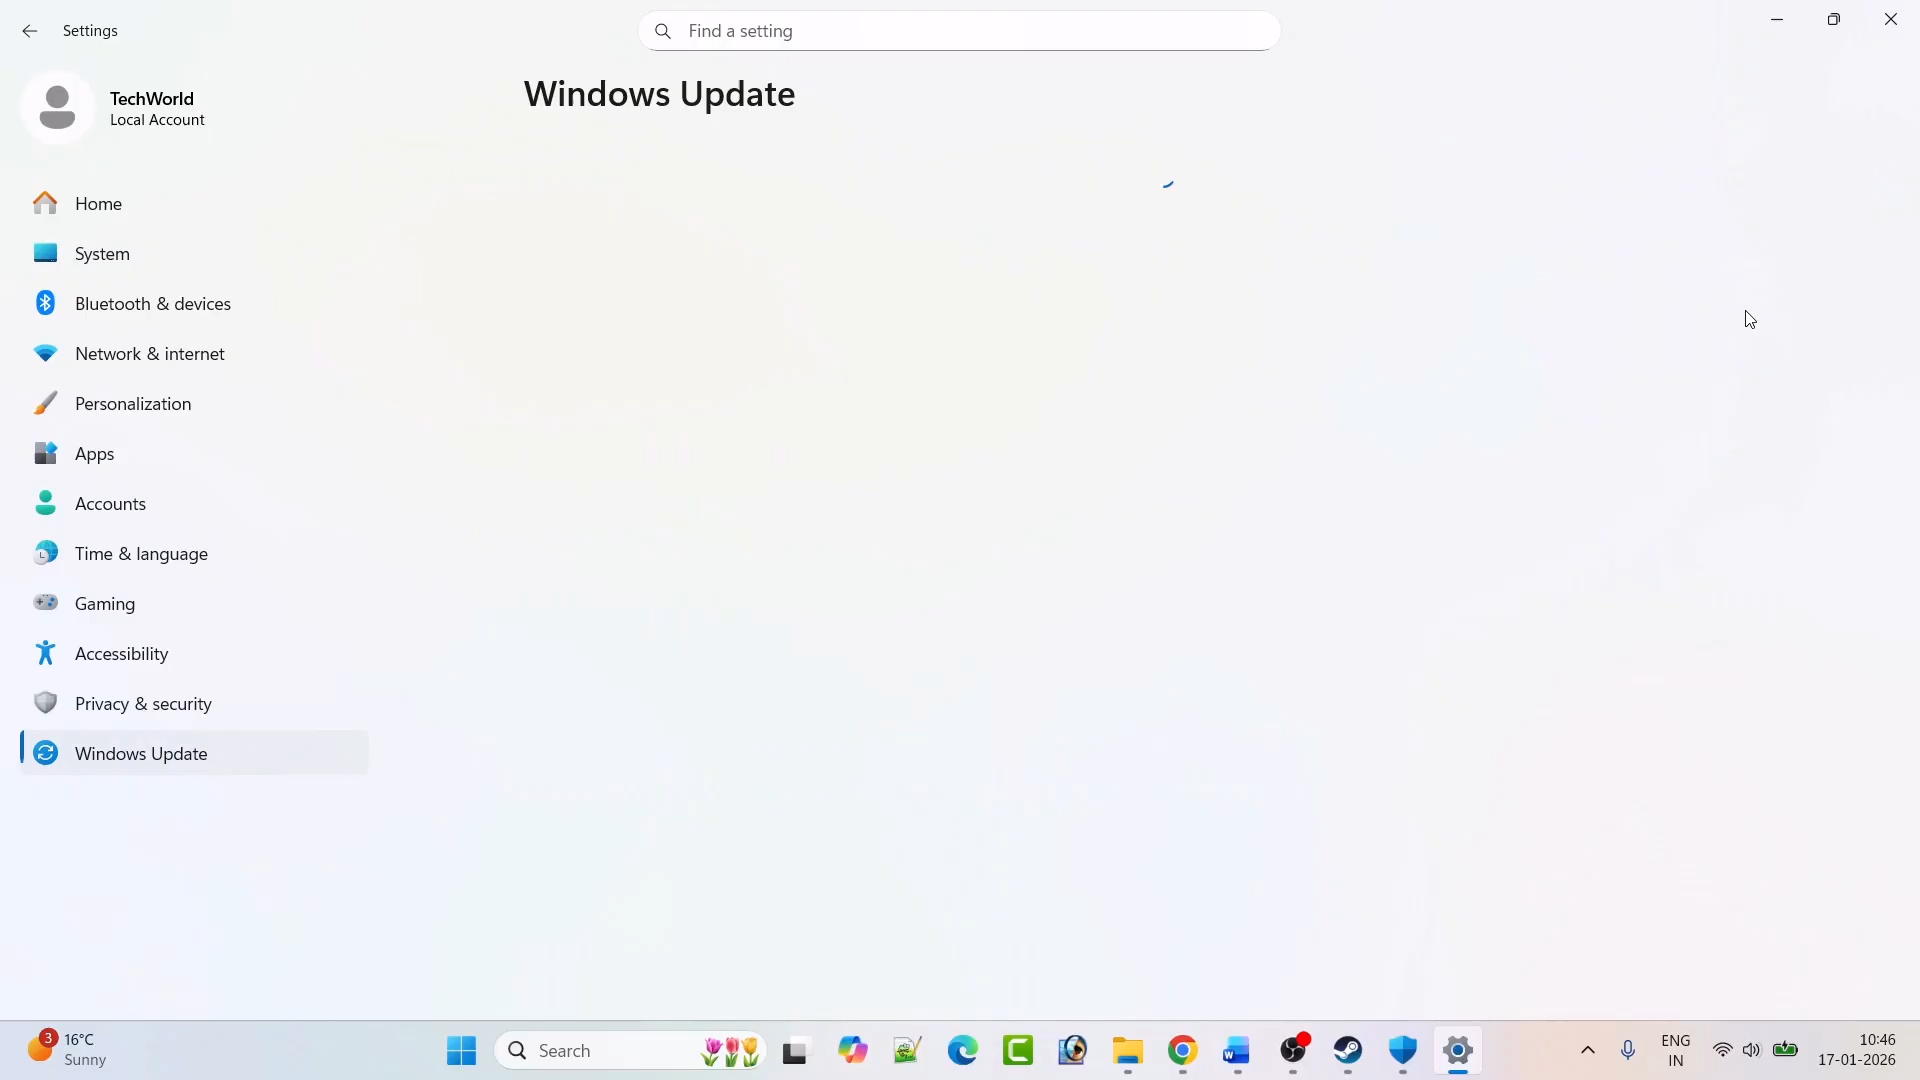 Settings
Find a setting
TechWorld
Local Account
Windows Update
Home
System
Bluetooth & devices
Network & internet
Personalization
Apps
Accounts
Time & language
Gaming
Accessibility
Privacy & security
Windows Update
3
16°C
Sunny
Search
ENG
IN
10:46
17-01-2026